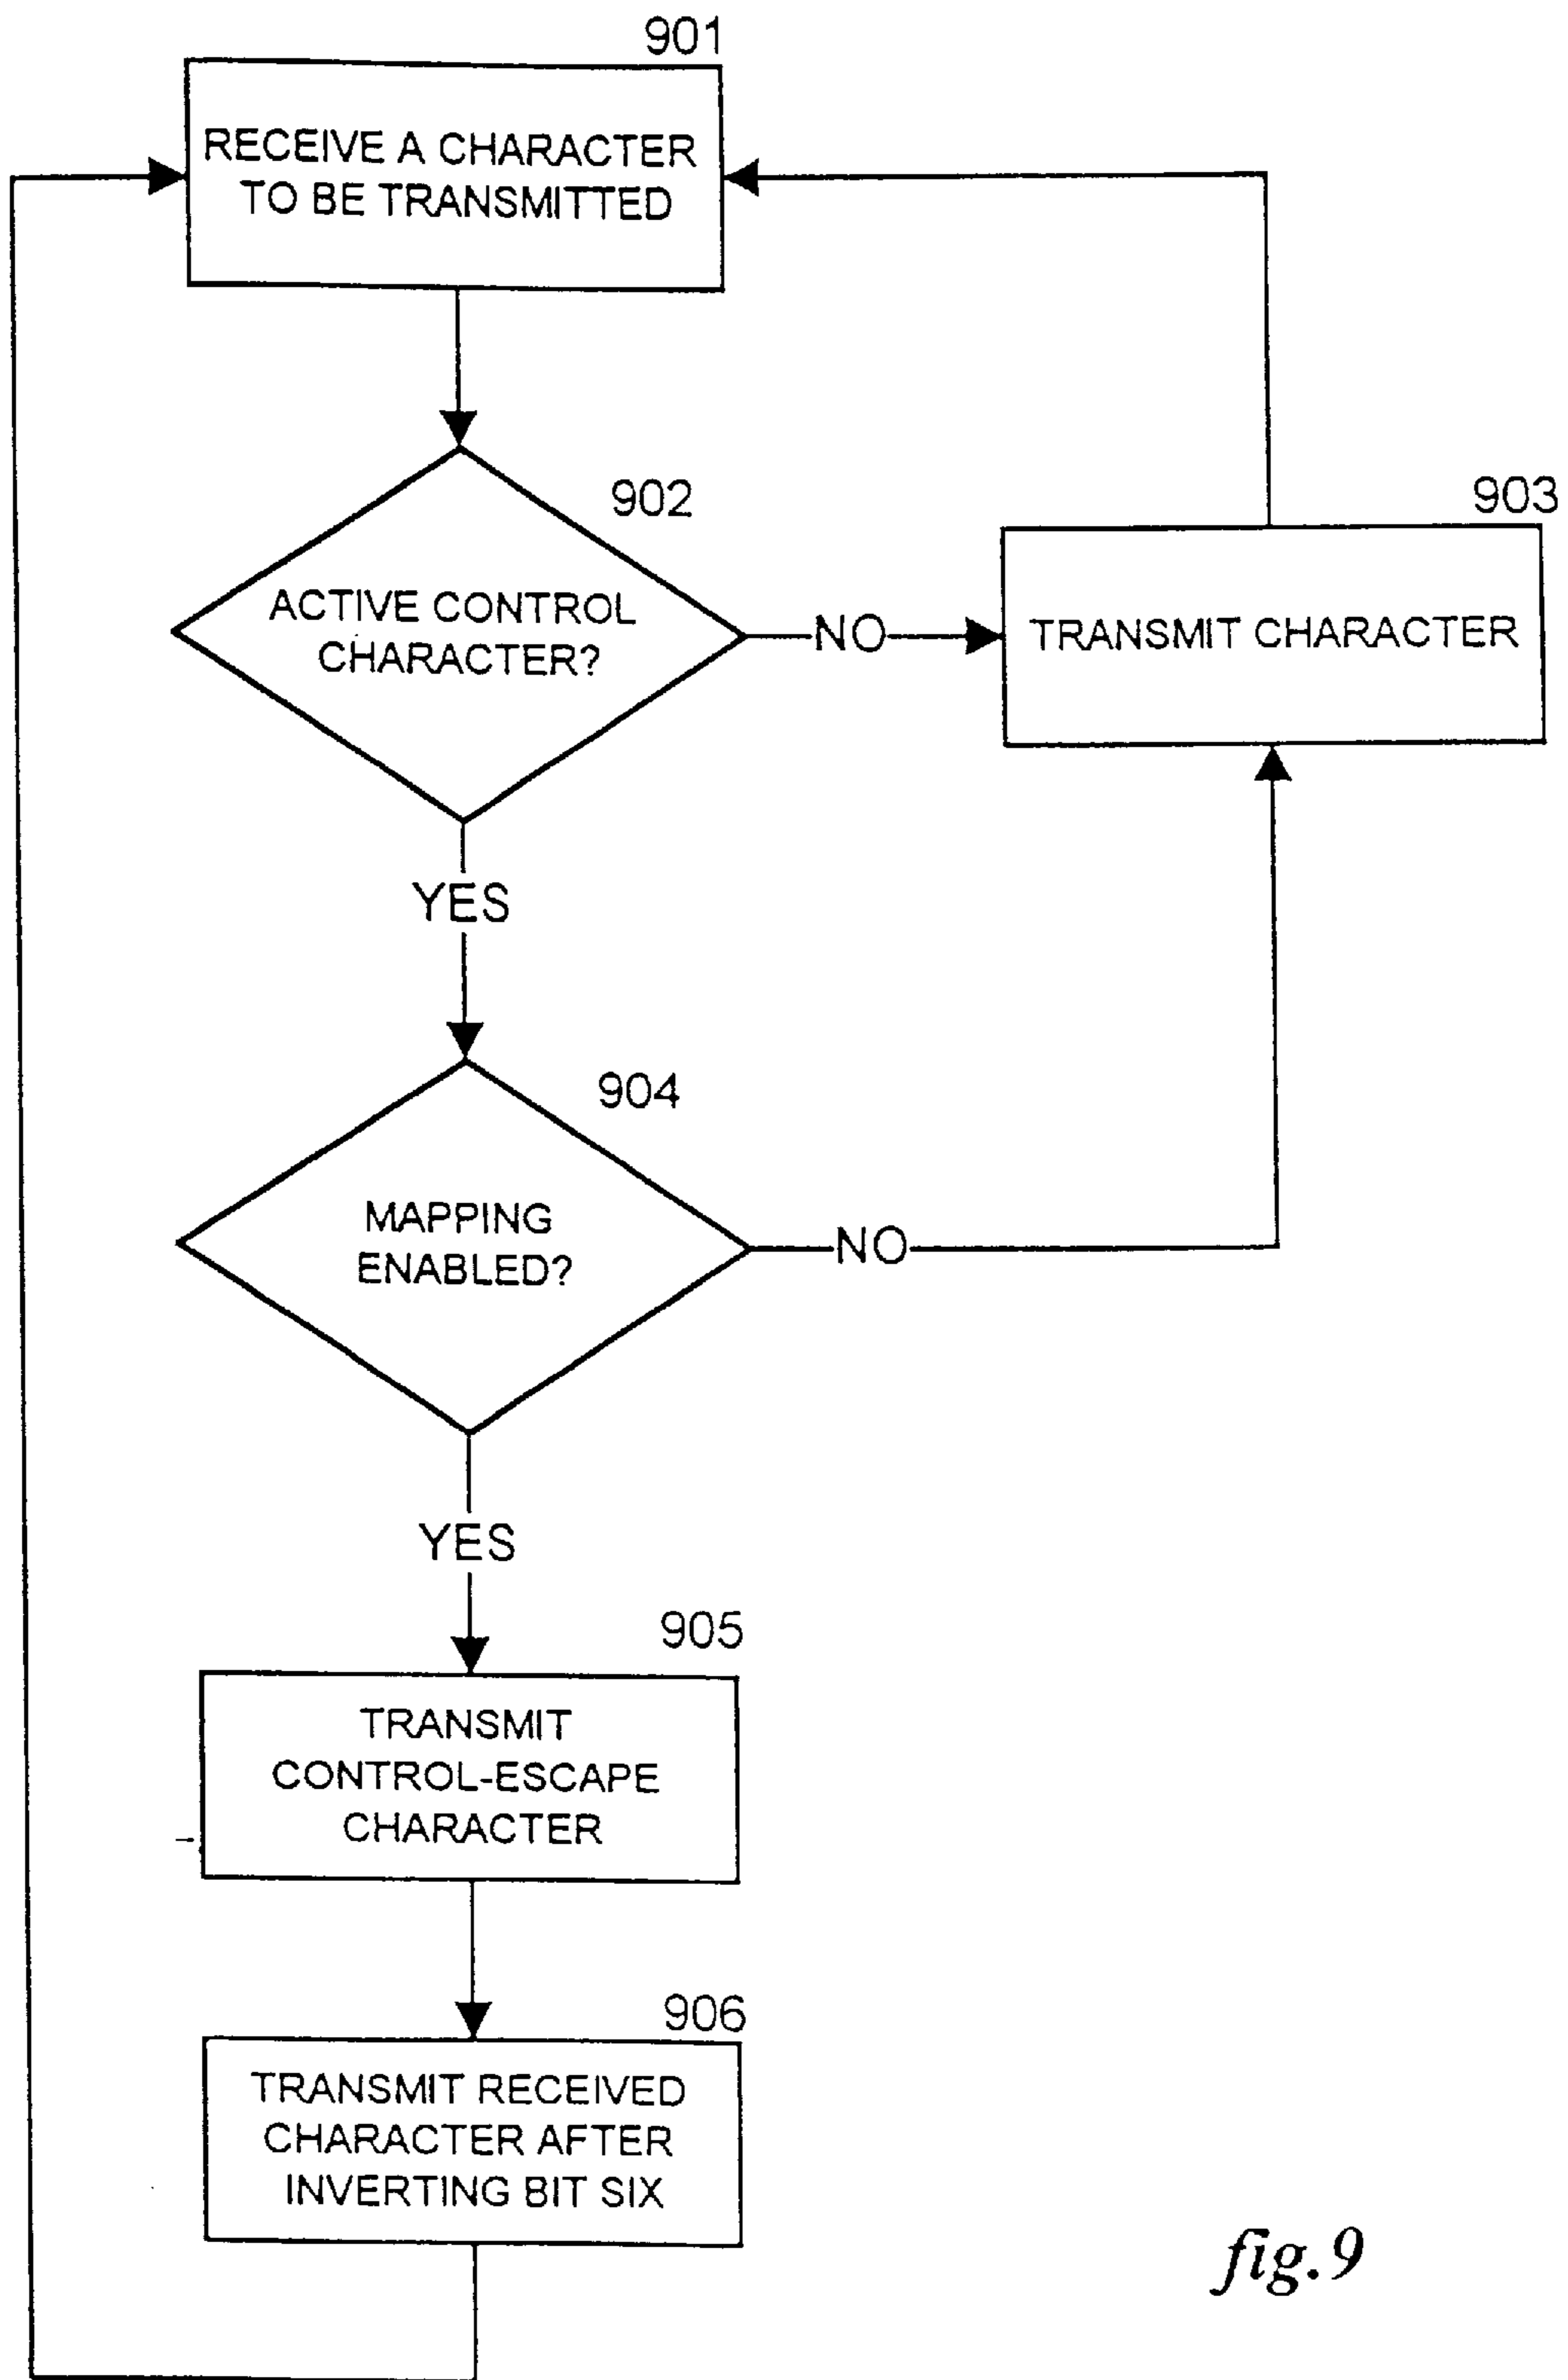 901
RECEIVE A CHARACTER
TO BE TRANSMITTED
902
ACTIVE CONTROL
CHARACTER?
NO
903
TRANSMIT CHARACTER
YES
904
MAPPING
ENABLED?
NO
YES
905
TRANSMIT
CONTROL-ESCAPE
CHARACTER
906
TRANSMIT RECEIVED
CHARACTER AFTER
INVERTING BIT SIX
fig.9